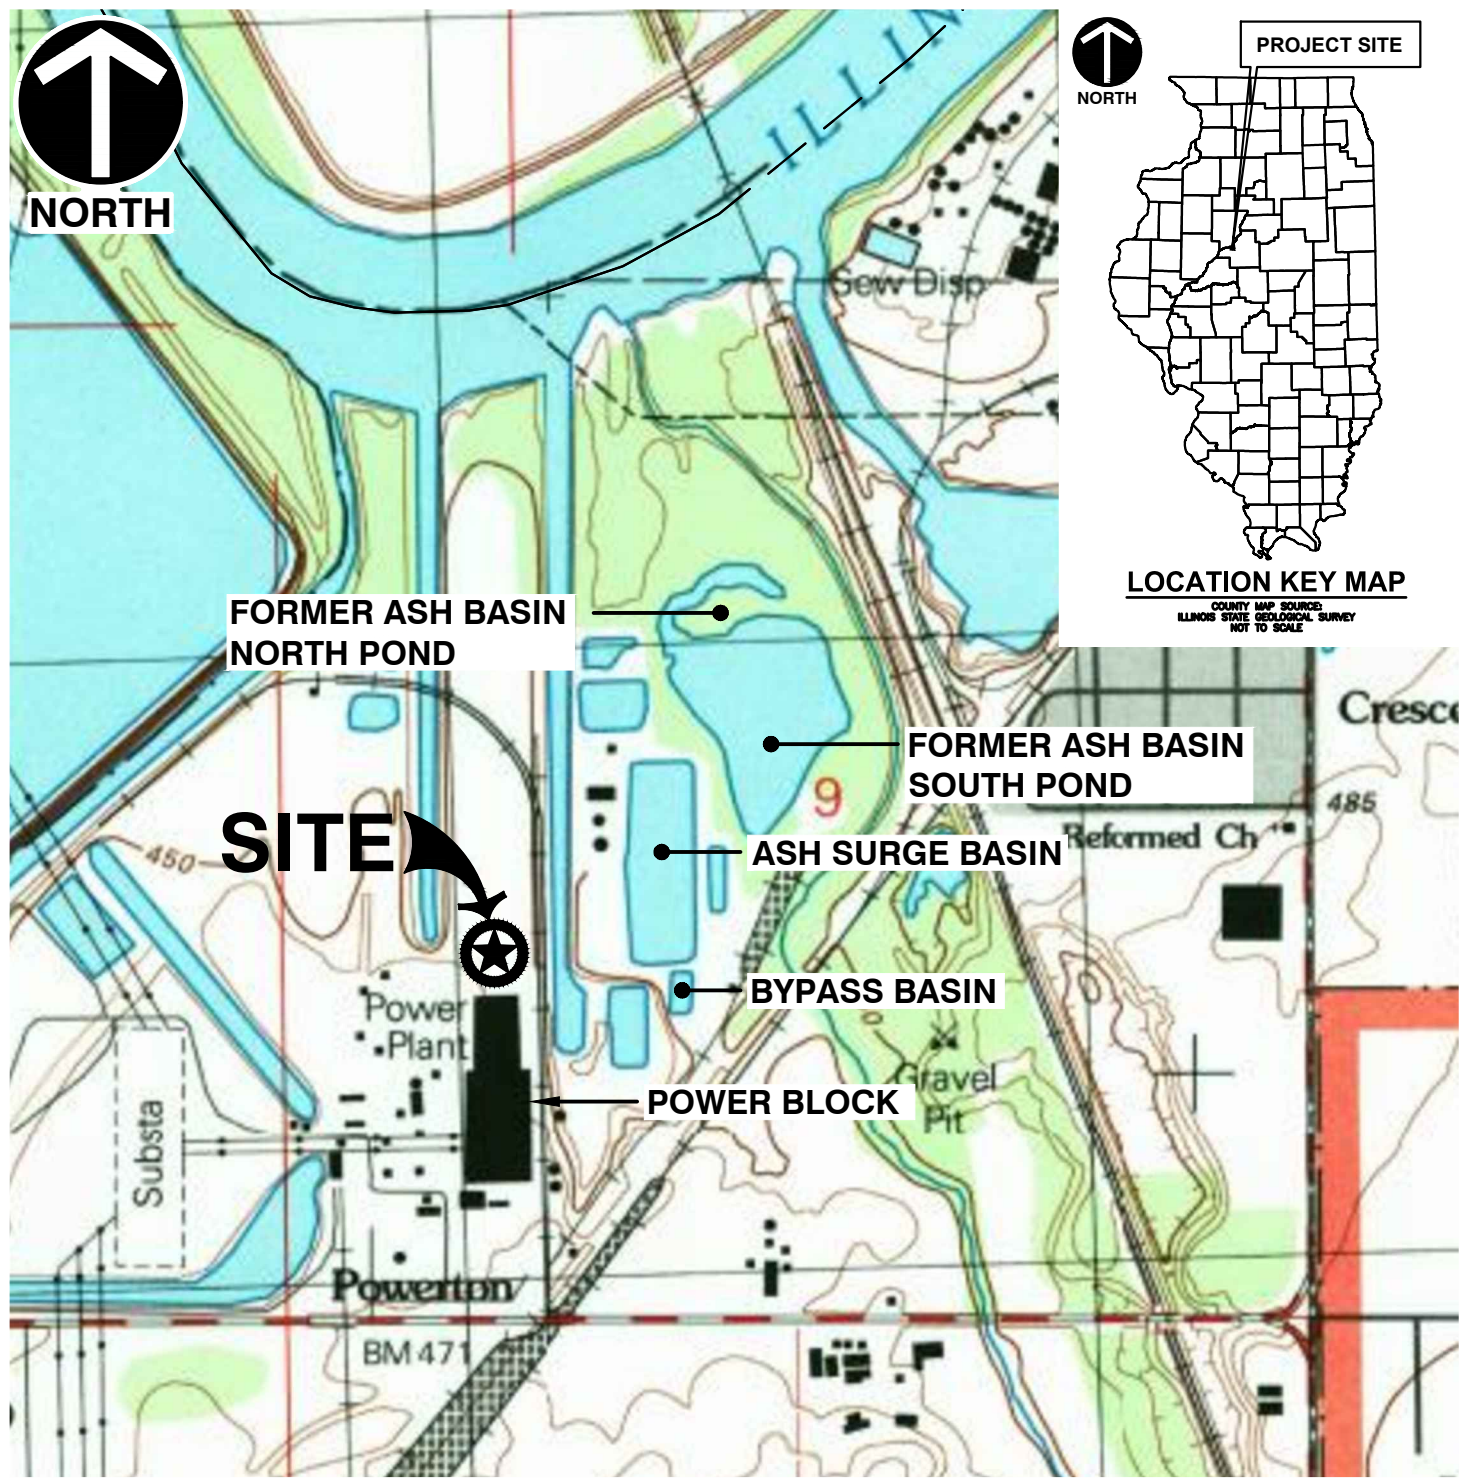 NORTH
ILLIN
PROJECT SITE
NORTH
Sew Disp
LOCATION KEY MAP
COUNTY MAP SOURCE:
ILLINOIS STATE GEOLOGICAL SURVEY
NOT TO SCALE
FORMER ASH BASIN
NORTH POND
FORMER ASH BASIN
SOUTH POND
Cresc
9
485
SITE
450
ASH SURGE BASIN
Reformed Ch
BYPASS BASIN
Power
Plant
Gravel
Pit
POWER BLOCK
Substa
Powerton
BM 471